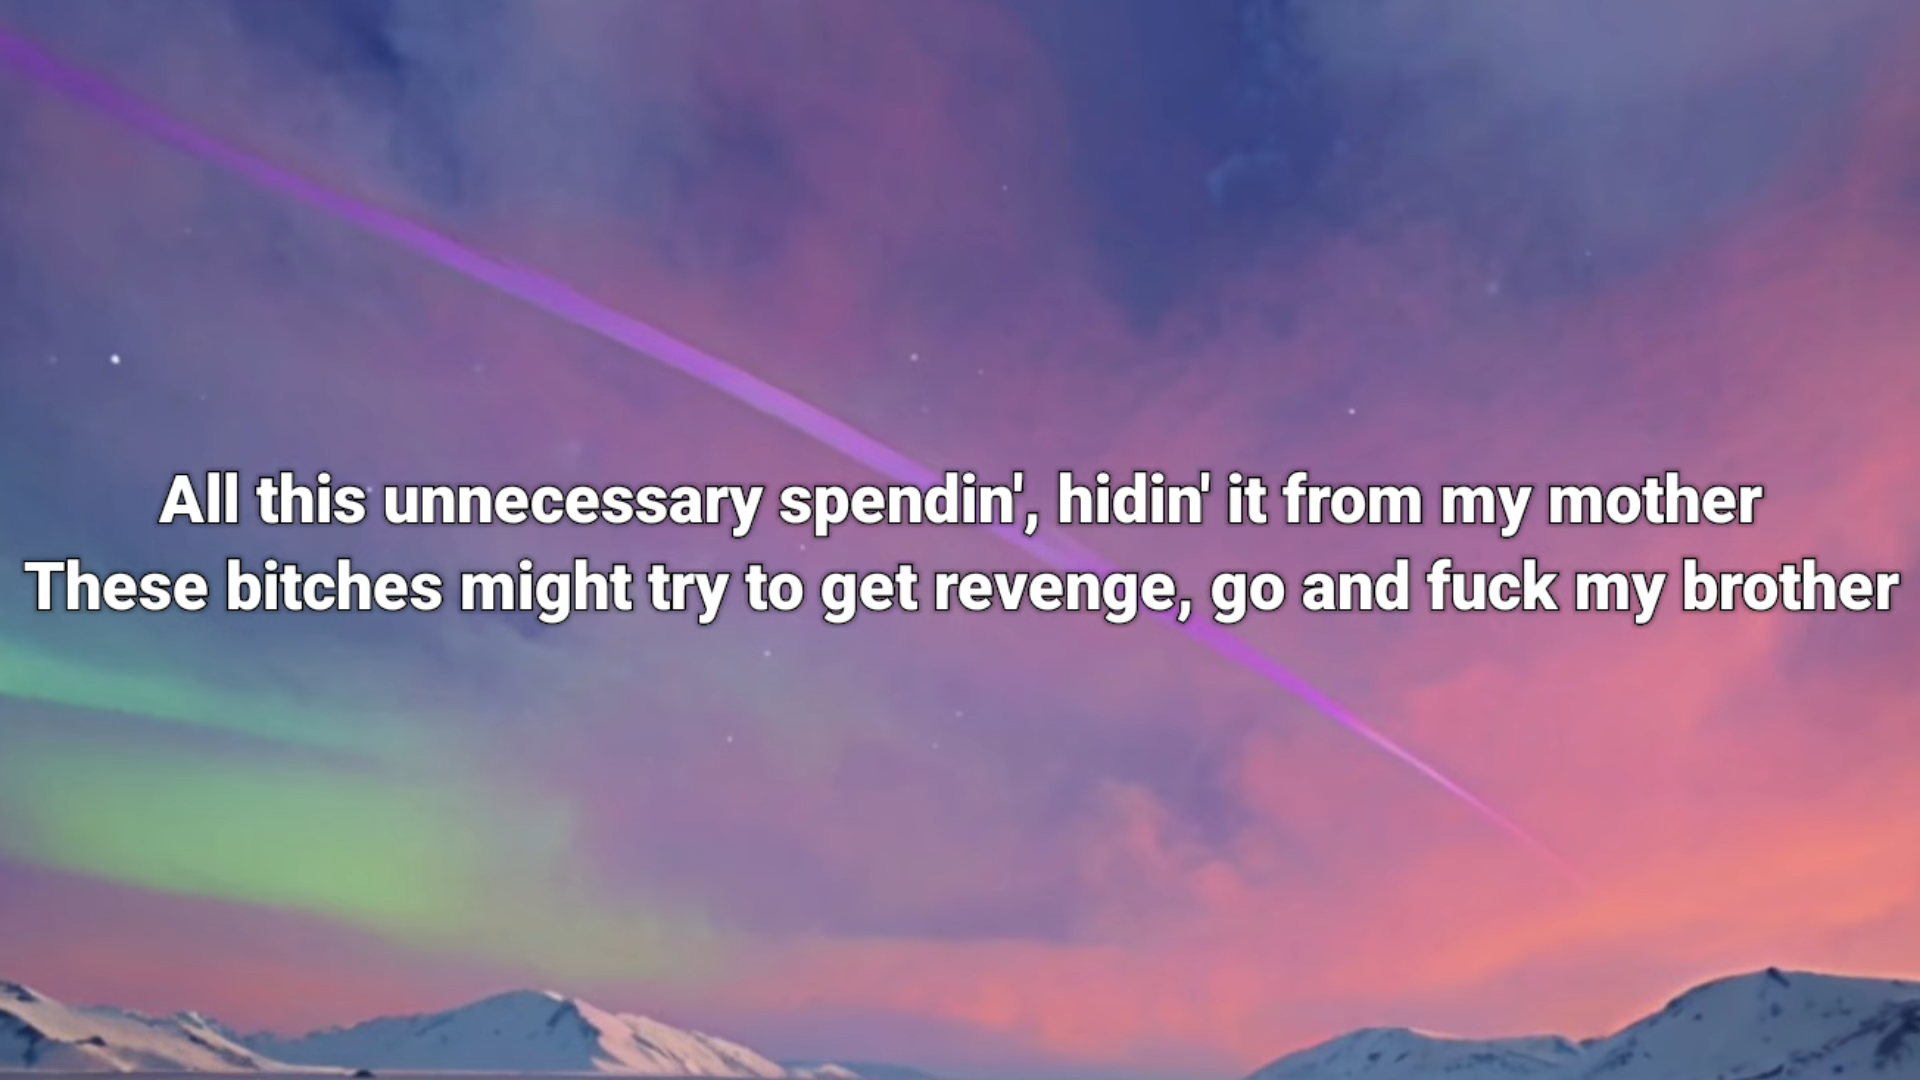 All this unnecessary spendin', hidin' it from my mother
These bitches might try to get revenge, go and fuck my brother